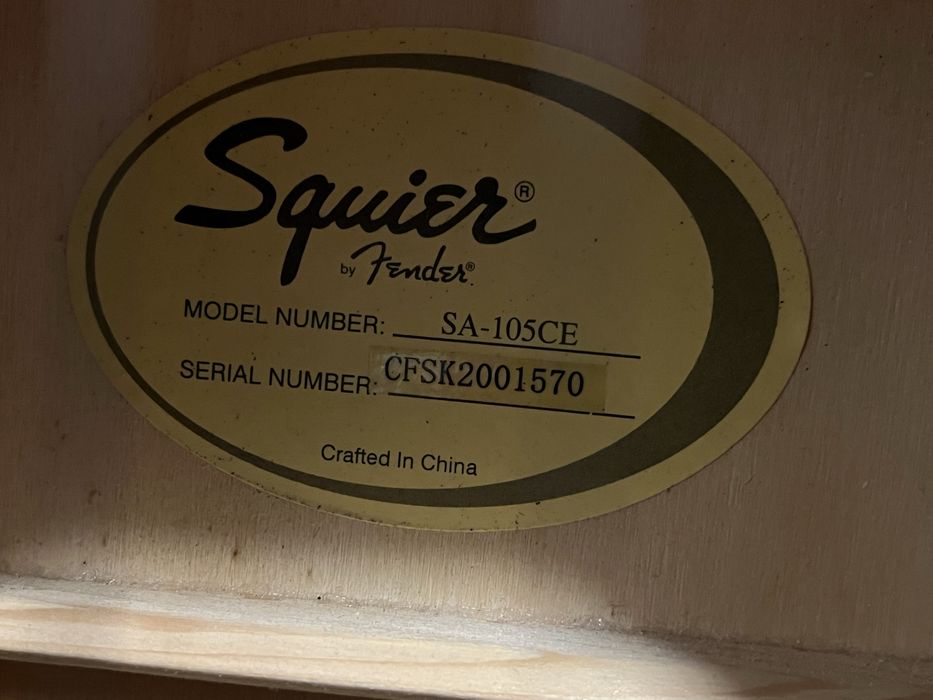 Squier®
by Fender®
MODEL NUMBER: SA-105CE
SERIAL NUMBER: CFSK2001570
Crafted In China